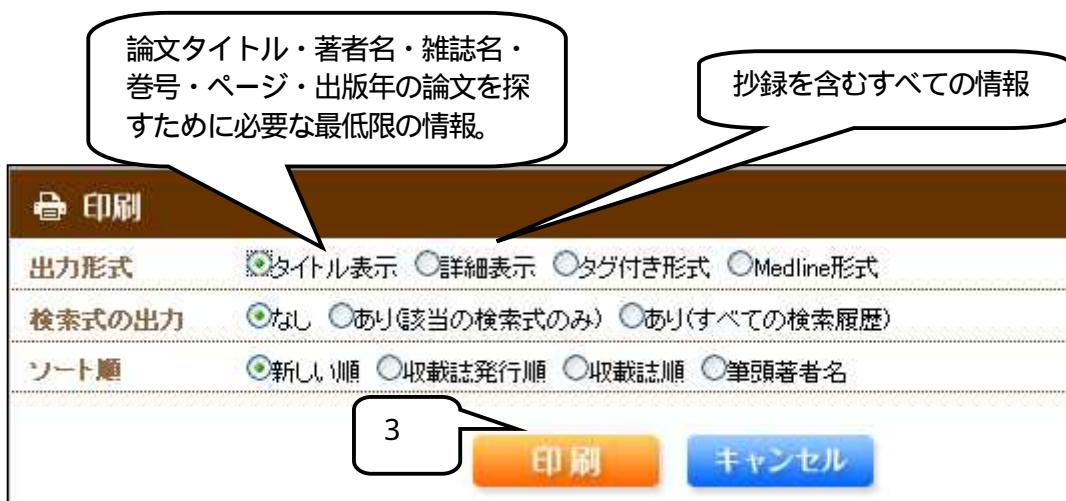 論文タイトル・著者名・雑誌名・
巻号・ページ・出版年の論文を探
すために必要な最低限の情報。
抄録を含むすべての情報
印刷
出力形式 タイトル表示 詳細表示 タグ付き形式 Medline形式
検索式の出力 なし あり(該当の検索式のみ) あり(すべての検索履歴)
ソート順 新しい順 収載誌発行順 収載誌順 筆頭著者名
3
印刷 キャンセル